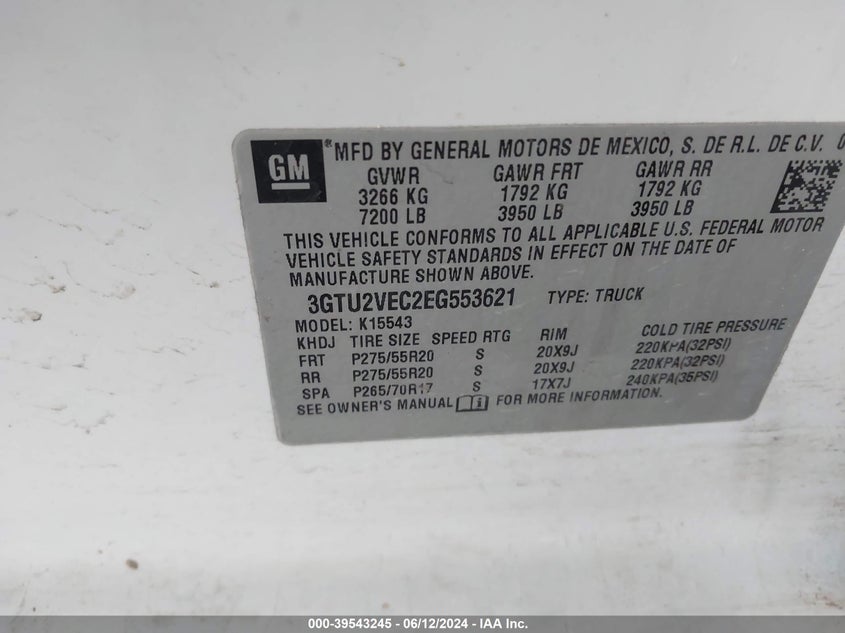 GM ® MFD BY GENERAL MOTORS DE MEXICO, S. DE R.L. DE C.V. 0
GVWR GAWR FRT GAWR RR
3266 KG 1792 KG 1792 KG
7200 LB 3950 LB 3950 LB
THIS VEHICLE CONFORMS TO ALL APPLICABLE U.S. FEDERAL MOTOR
VEHICLE SAFETY STANDARDS IN EFFECT ON THE DATE OF
MANUFACTURE SHOWN ABOVE.
3GTU2VEC2EG553621 TYPE: TRUCK
MODEL: K15543
KHDJ TIRE SIZE SPEED RTG RIM COLD TIRE PRESSURE
FRT P275/55R20 S 20X9J 220KPA(32PSI)
RR P275/55R20 S 20X9J 220KPA(32PSI)
SPA P265/70R17 S 17X7J 240KPA(35PSI)
SEE OWNER'S MANUAL i FOR MORE INFORMATION.
000-39543245 - 06/12/2024 - IAA Inc.